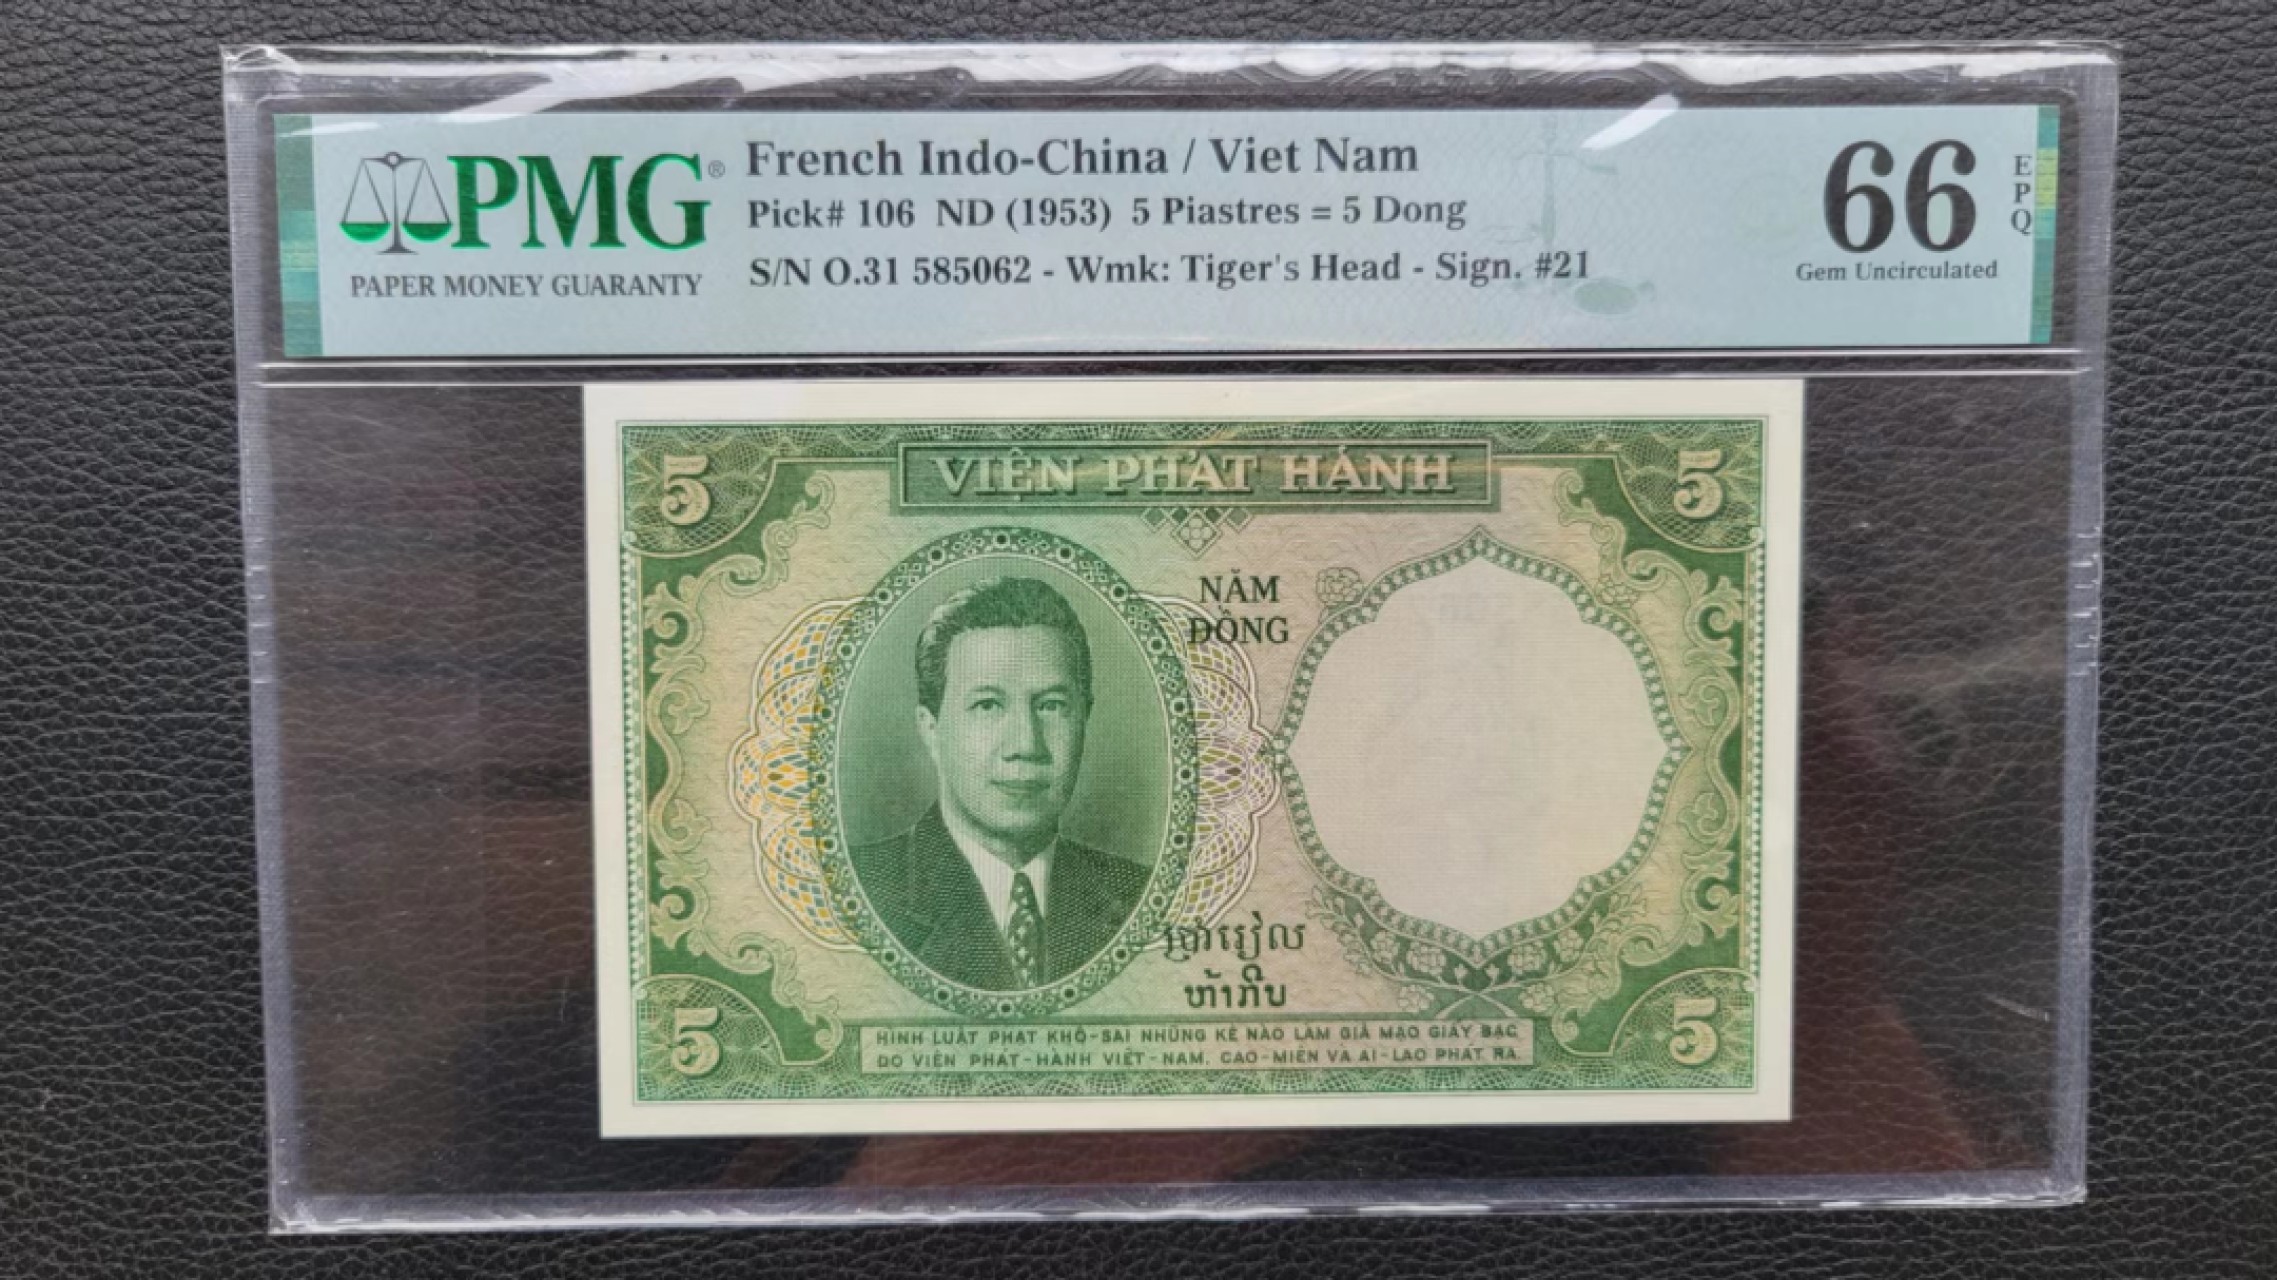 PMG®
PAPER MONEY GUARANTY
French Indo-China / Viet Nam
Pick# 106 ND (1953) 5 Piastres = 5 Dong
S/N O.31 585062 - Wmk: Tiger's Head - Sign. #21
66
EPQ
Gem Uncirculated
5
VIỆN PHÁT HÀNH
5
NĂM
ĐỒNG
ប្រាំរៀល
ຫ້າກີບ
5
HÌNH LUẬT PHẠT KHỔ-SAI NHỮNG KẺ NÀO LÀM GIẢ MẠO GIẤY BẠC
DO VIỆN PHÁT-HÀNH VIỆT-NAM, CAO-MIÊN VÀ AI-LAO PHÁT RA.
5